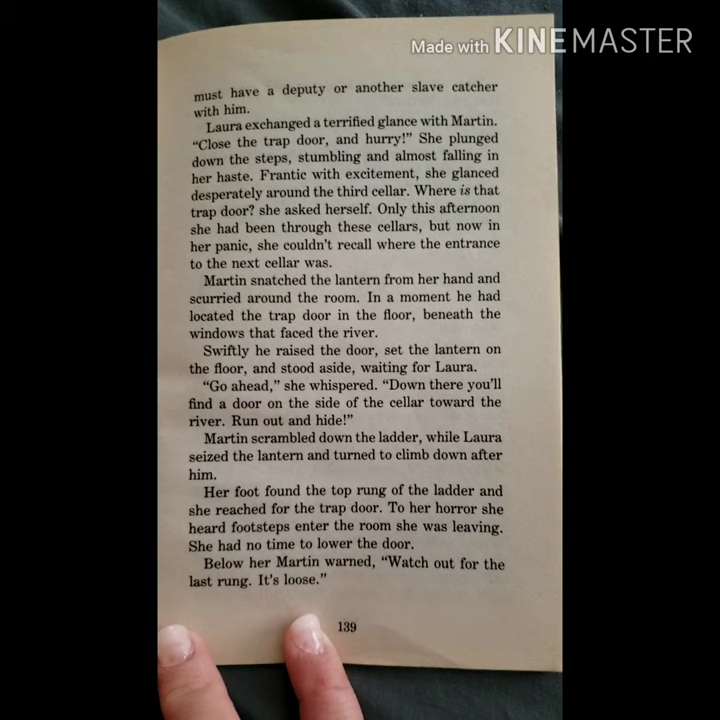 Made with KINEMASTER
must have a deputy or another slave catcher
with him.
Laura exchanged a terrified glance with Martin.
“Close the trap door, and hurry!” She plunged
down the steps, stumbling and almost falling in
her haste. Frantic with excitement, she glanced
desperately around the third cellar. Where is that
trap door? she asked herself. Only this afternoon
she had been through these cellars, but now in
her panic, she couldn’t recall where the entrance
to the next cellar was.
Martin snatched the lantern from her hand and
scurried around the room. In a moment he had
located the trap door in the floor, beneath the
windows that faced the river.
Swiftly he raised the door, set the lantern on
the floor, and stood aside, waiting for Laura.
“Go ahead,” she whispered. “Down there you’ll
find a door on the side of the cellar toward the
river. Run out and hide!”
Martin scrambled down the ladder, while Laura
seized the lantern and turned to climb down after
him.
Her foot found the top rung of the ladder and
she reached for the trap door. To her horror she
heard footsteps enter the room she was leaving.
She had no time to lower the door.
Below her Martin warned, “Watch out for the
last rung. It’s loose.”
139